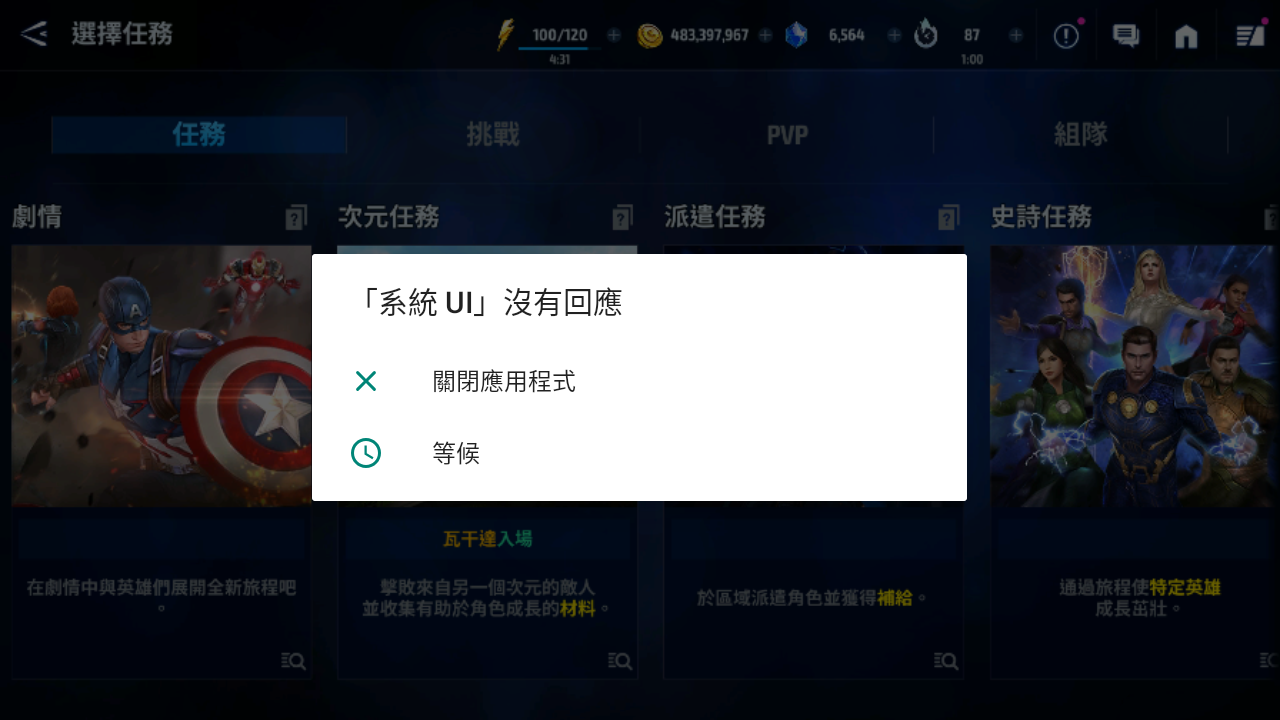 選擇任務
100/120
4:31
483,397,967
6,564
87
1:00
任務
挑戰
PVP
組隊
劇情
次元任務
派遣任務
史詩任務
「系統 UI」沒有回應
關閉應用程式
等候
在劇情中與英雄們展開全新旅程吧
。
瓦干達入場
擊敗來自另一個次元的敵人
並收集有助於角色成長的材料。
於區域派遣角色並獲得補給。
通過旅程使特定英雄
成長茁壯。